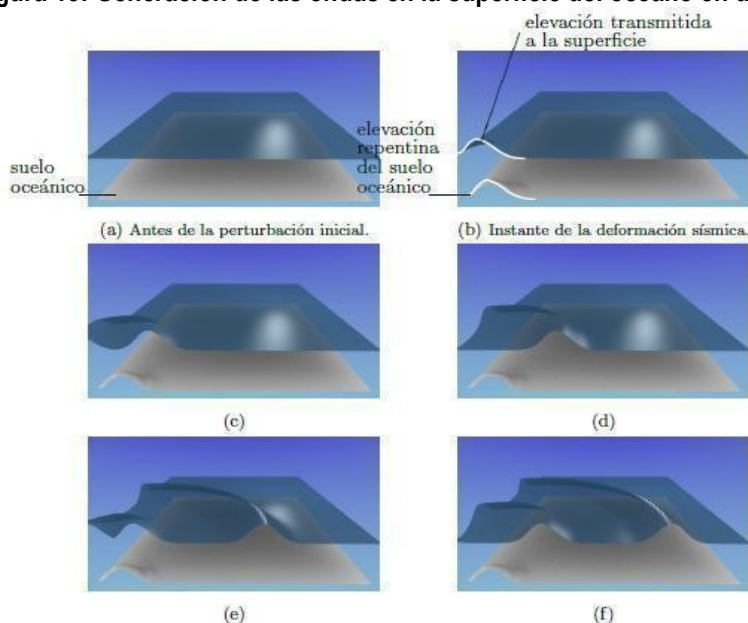 elevación transmitida
a la superficie
elevación
repentina
del suelo
oceánico
suelo
oceánico
(a) Antes de la perturbación inicial.
(b) Instante de la deformación sísmica.
(c)
(d)
(e)
(f)